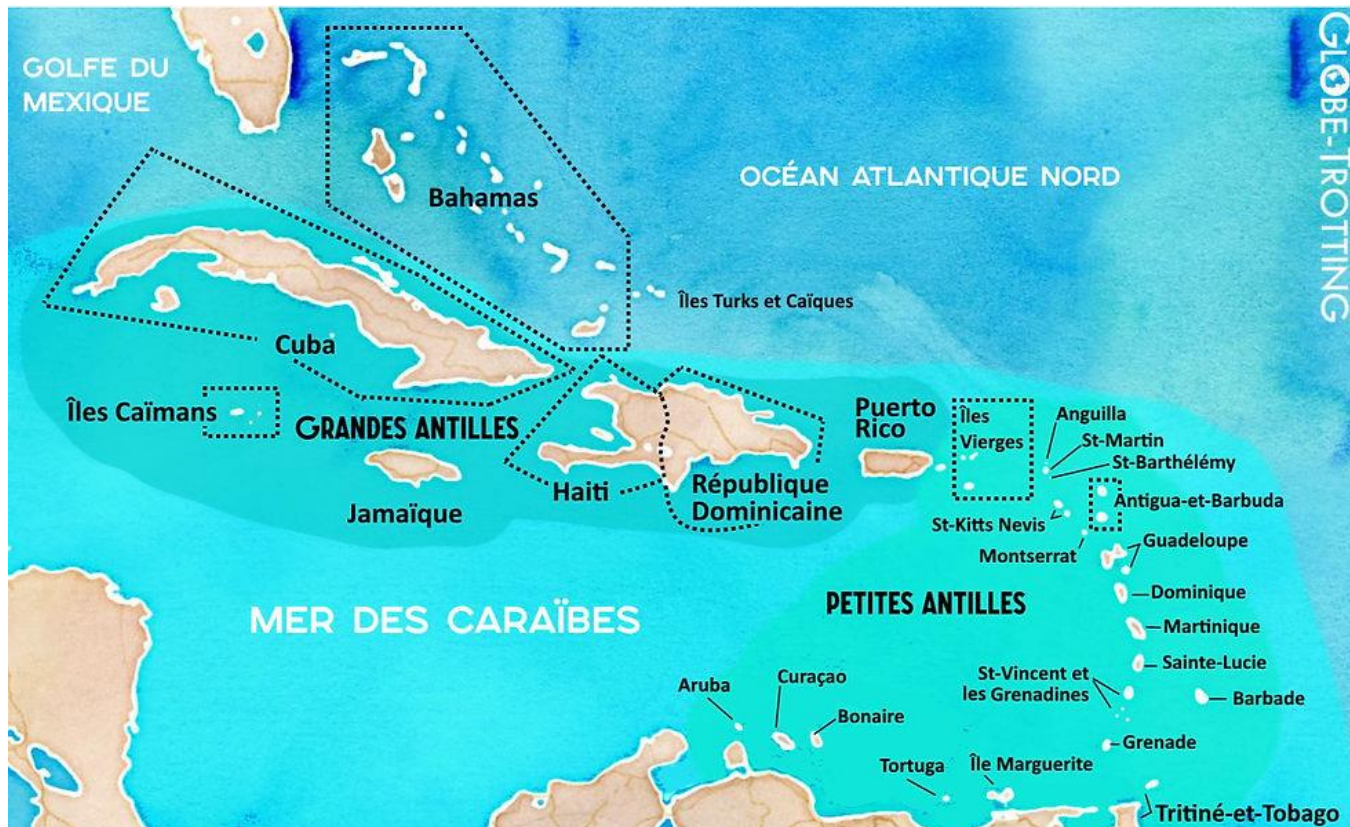 GOLFE DU
MEXIQUE
GLOBE-TROTTING
OCÉAN ATLANTIQUE NORD
Bahamas
Îles Turks et Caïques
Cuba
Îles Caïmans
GRANDES ANTILLES
Jamaïque
Haiti
République
Dominicaine
Puerto
Rico
Îles
Vierges
Anguilla
St-Martin
St-Barthélémy
Antigua-et-Barbuda
St-Kitts Nevis
Montserrat
Guadeloupe
MER DES CARAÏBES
PETITES ANTILLES
Dominique
Martinique
Sainte-Lucie
St-Vincent et
les Grenadines
Barbade
Aruba
Curaçao
Bonaire
Grenade
Tortuga
Île Marguerite
Tritiné-et-Tobago